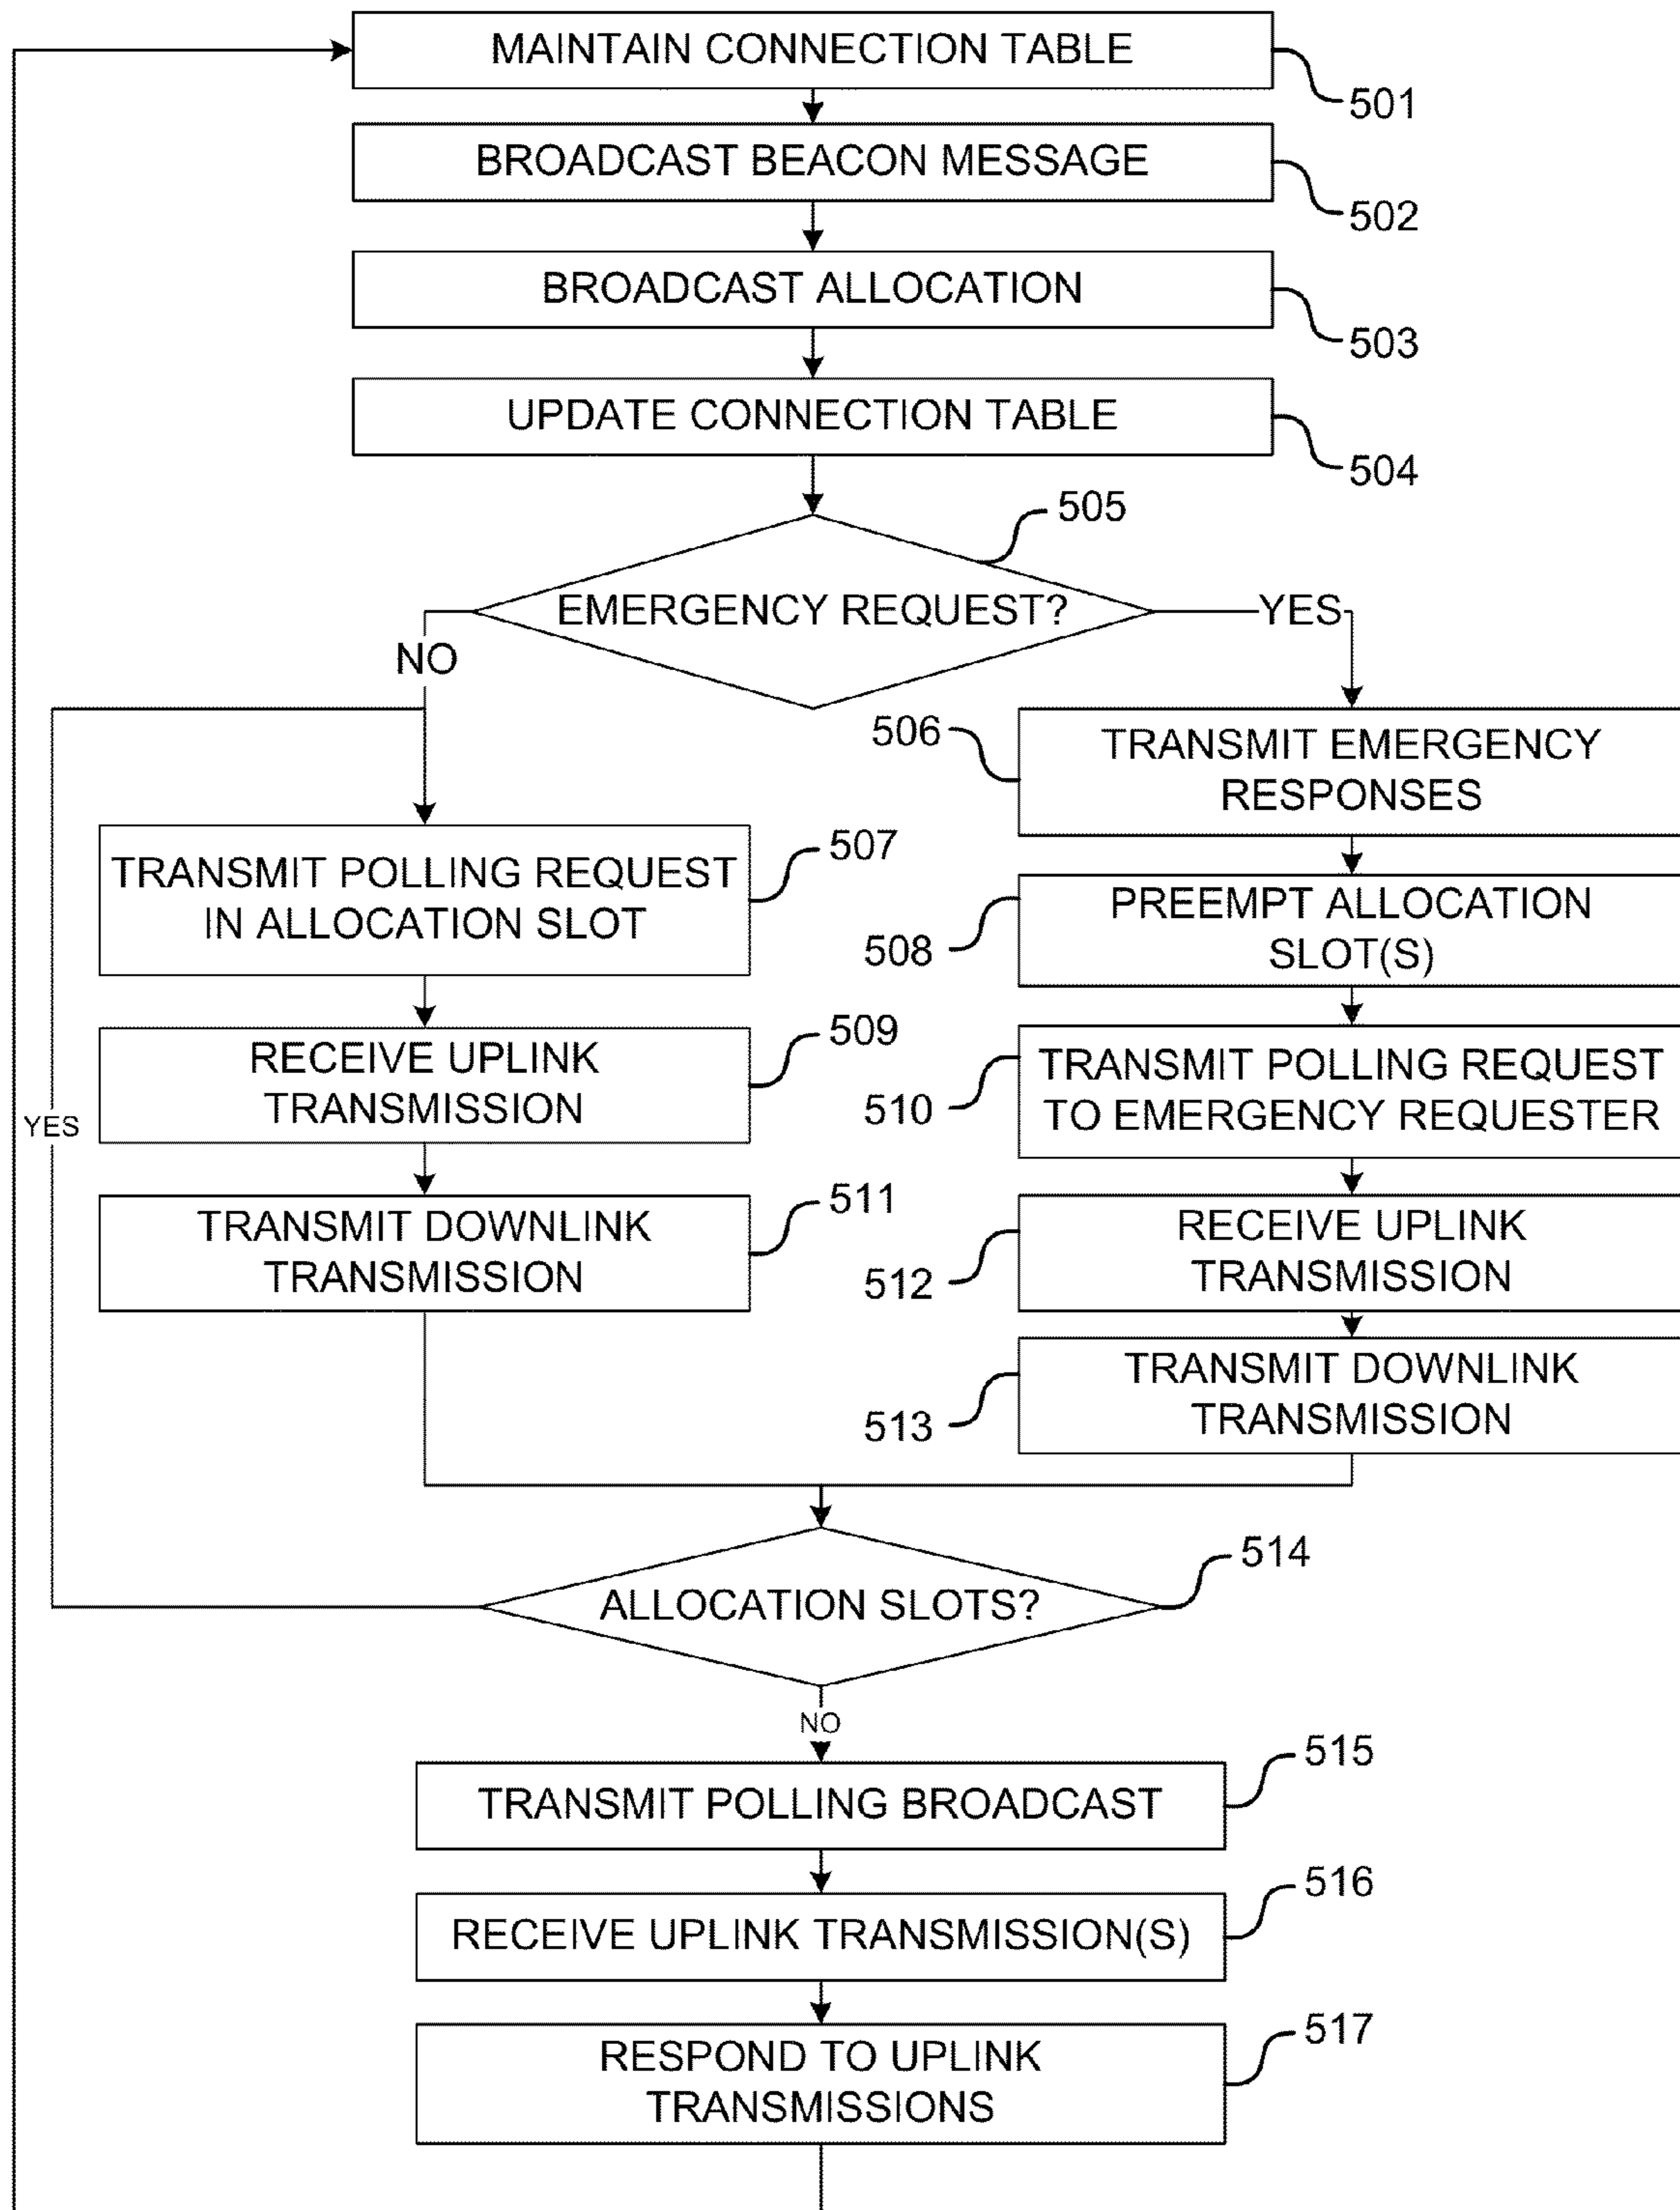 MAINTAIN CONNECTION TABLE
501
BROADCAST BEACON MESSAGE
502
BROADCAST ALLOCATION
503
UPDATE CONNECTION TABLE
504
505
EMERGENCY REQUEST?
YES
NO
506
TRANSMIT EMERGENCY
RESPONSES
507
TRANSMIT POLLING REQUEST
IN ALLOCATION SLOT
508
PREEMPT ALLOCATION
SLOT(S)
509
RECEIVE UPLINK
TRANSMISSION
510
TRANSMIT POLLING REQUEST
TO EMERGENCY REQUESTER
YES
511
TRANSMIT DOWNLINK
TRANSMISSION
512
RECEIVE UPLINK
TRANSMISSION
513
TRANSMIT DOWNLINK
TRANSMISSION
514
ALLOCATION SLOTS?
NO
515
TRANSMIT POLLING BROADCAST
516
RECEIVE UPLINK TRANSMISSION(S)
517
RESPOND TO UPLINK
TRANSMISSIONS